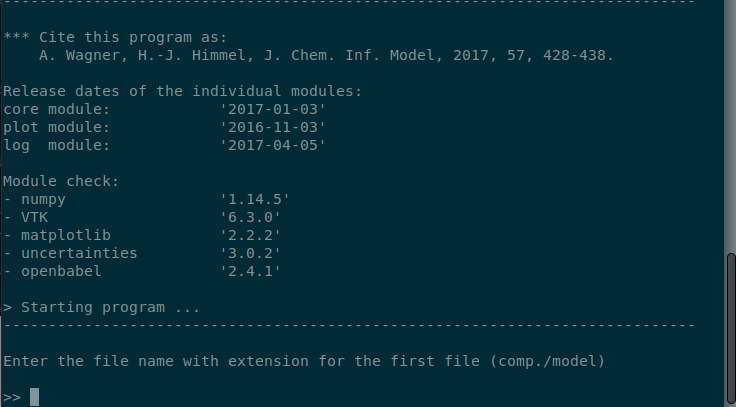 -----------------------------------------------------------------------------
*** Cite this program as:
    A. Wagner, H.-J. Himmel, J. Chem. Inf. Model, 2017, 57, 428-438.
Release dates of the individual modules:
core module:            '2017-01-03'
plot module:            '2016-11-03'
log  module:            '2017-04-05'
Module check:
- numpy                 '1.14.5'
- VTK                   '6.3.0'
- matplotlib            '2.2.2'
- uncertainties         '3.0.2'
- openbabel             '2.4.1'
> Starting program ...
-----------------------------------------------------------------------------
Enter the file name with extension for the first file (comp./model)
>>